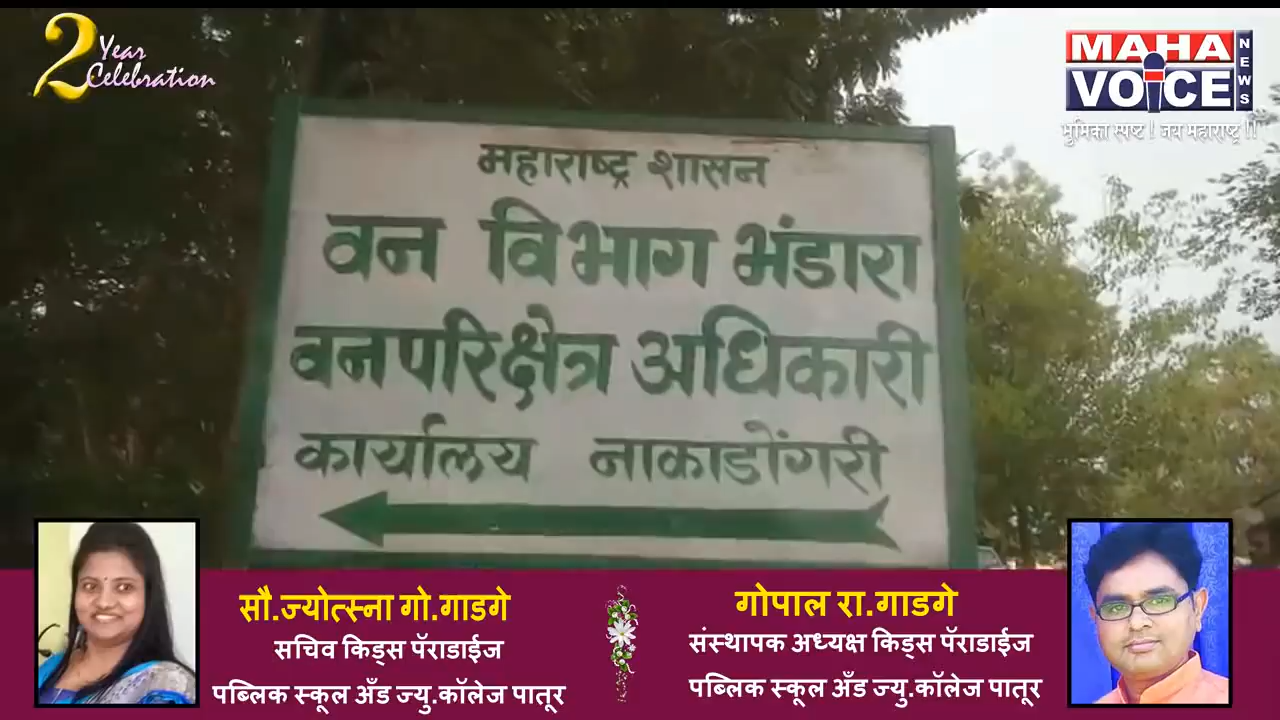 2 Year Celebration
MAHA VOICE NEWS
भुमिका स्पष्ट ! जय महाराष्ट्र !!
महाराष्ट्र शासन
वन विभाग भंडारा
वनपरिक्षेत्र अधिकारी
कार्यालय नाकाडोंगरी
सौ.ज्योत्स्ना गो.गाडगे
सचिव किड्स पॅराडाईज
पब्लिक स्कूल अँड ज्यु.कॉलेज पातूर
गोपाल रा.गाडगे
संस्थापक अध्यक्ष किड्स पॅराडाईज
पब्लिक स्कूल अँड ज्यु.कॉलेज पातूर